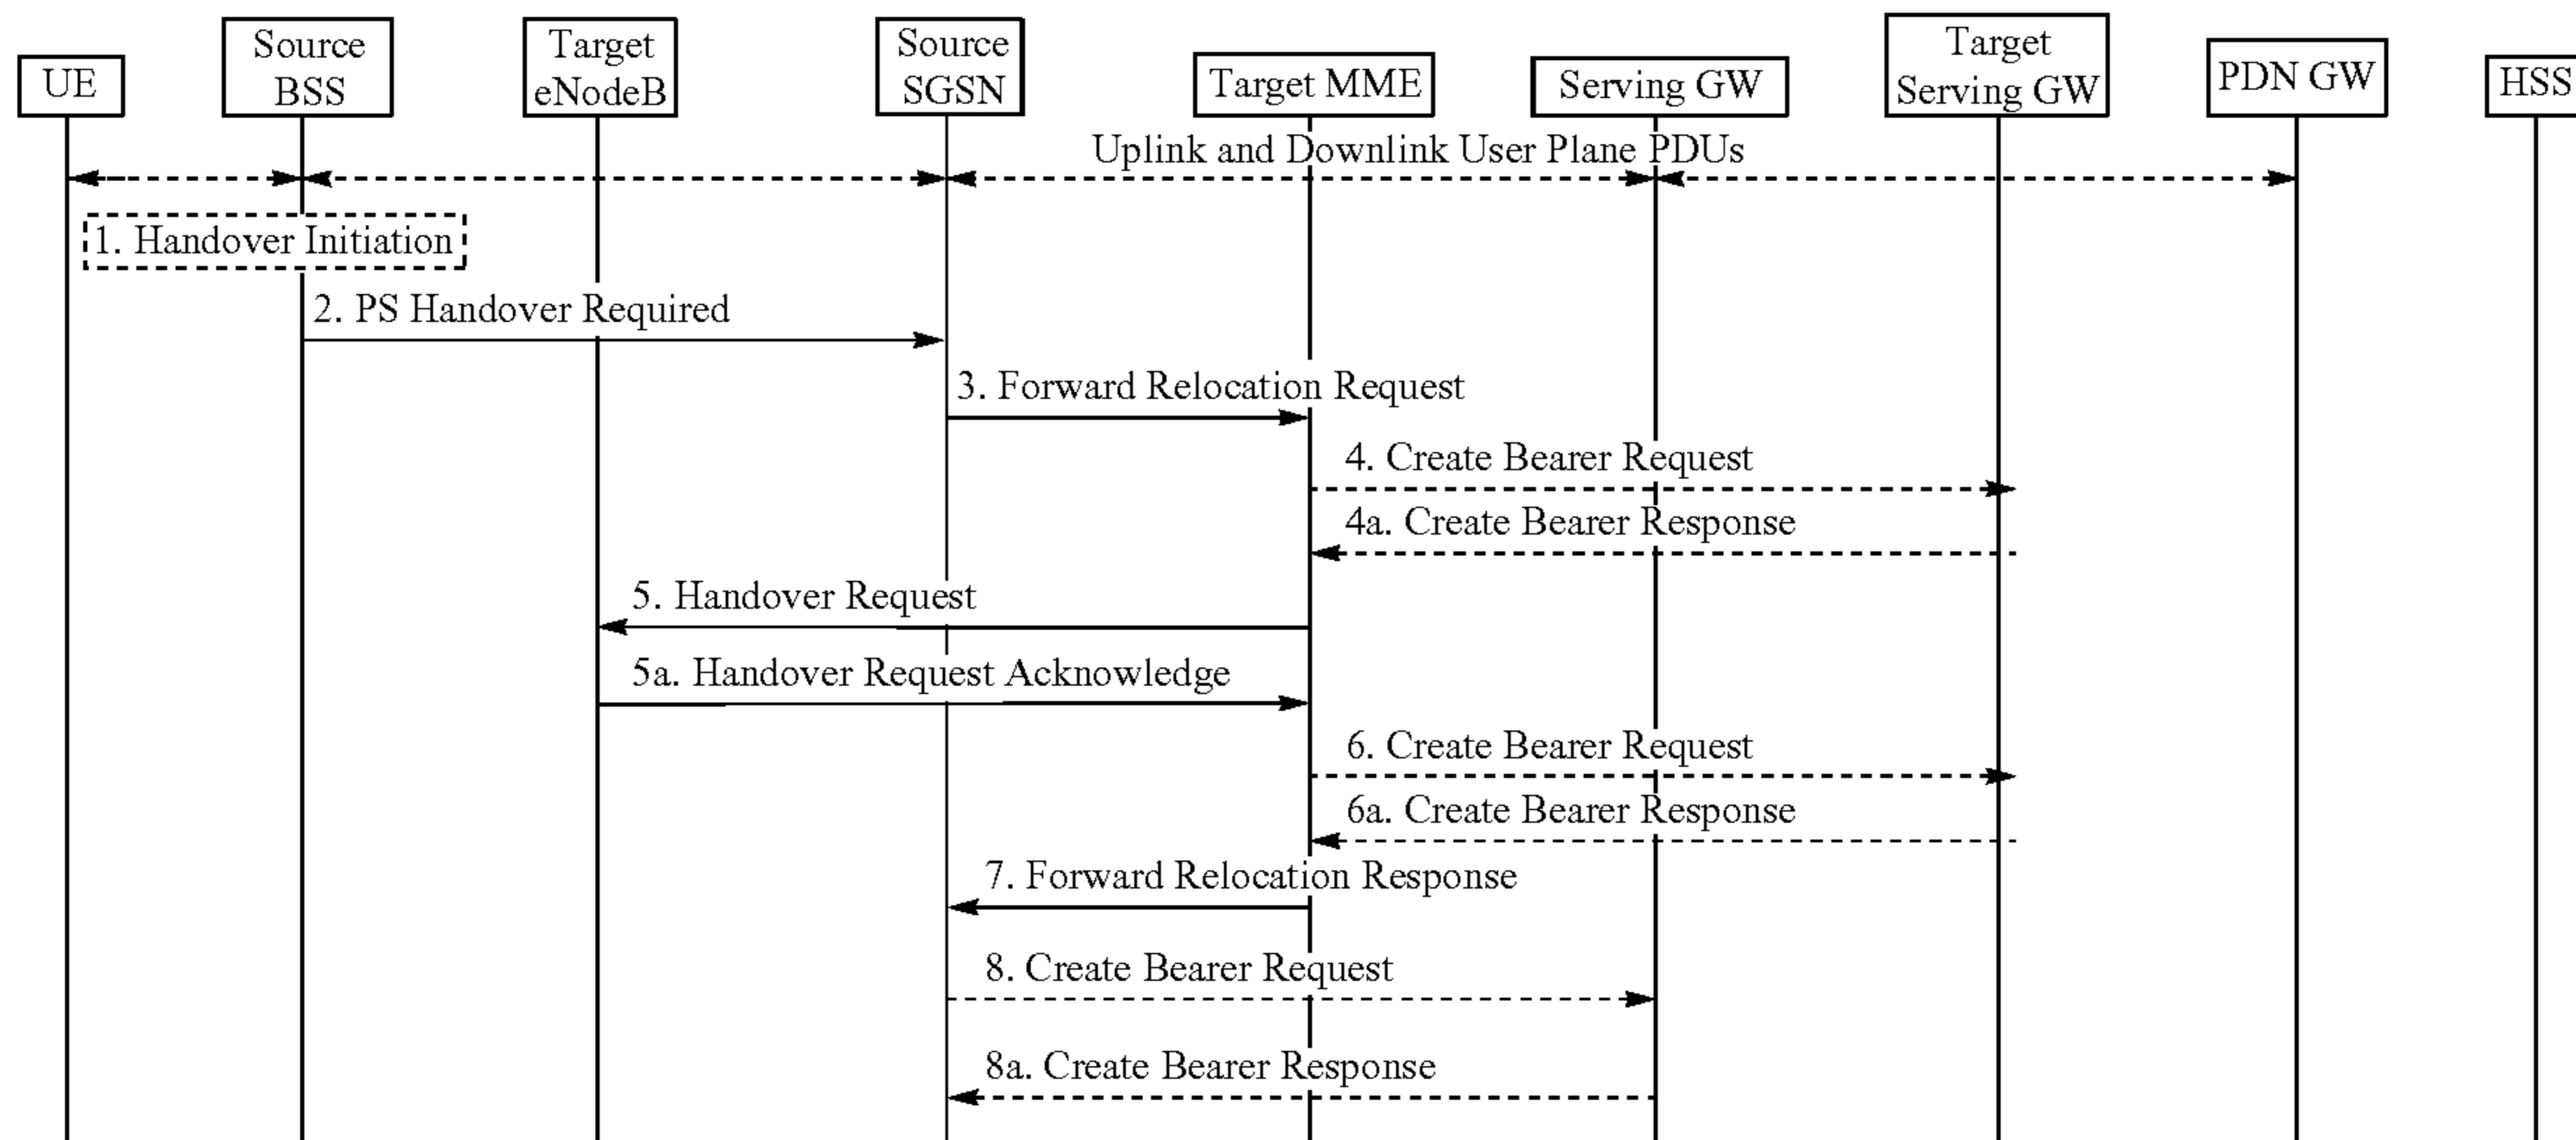 UE
Source
BSS
Target
eNodeB
Source
SGSN
Target MME
Serving GW
Target
Serving GW
PDN GW
HSS
Uplink and Downlink User Plane PDUs
1. Handover Initiation
2. PS Handover Required
3. Forward Relocation Request
4. Create Bearer Request
4a. Create Bearer Response
5. Handover Request
5a. Handover Request Acknowledge
6. Create Bearer Request
6a. Create Bearer Response
7. Forward Relocation Response
8. Create Bearer Request
8a. Create Bearer Response